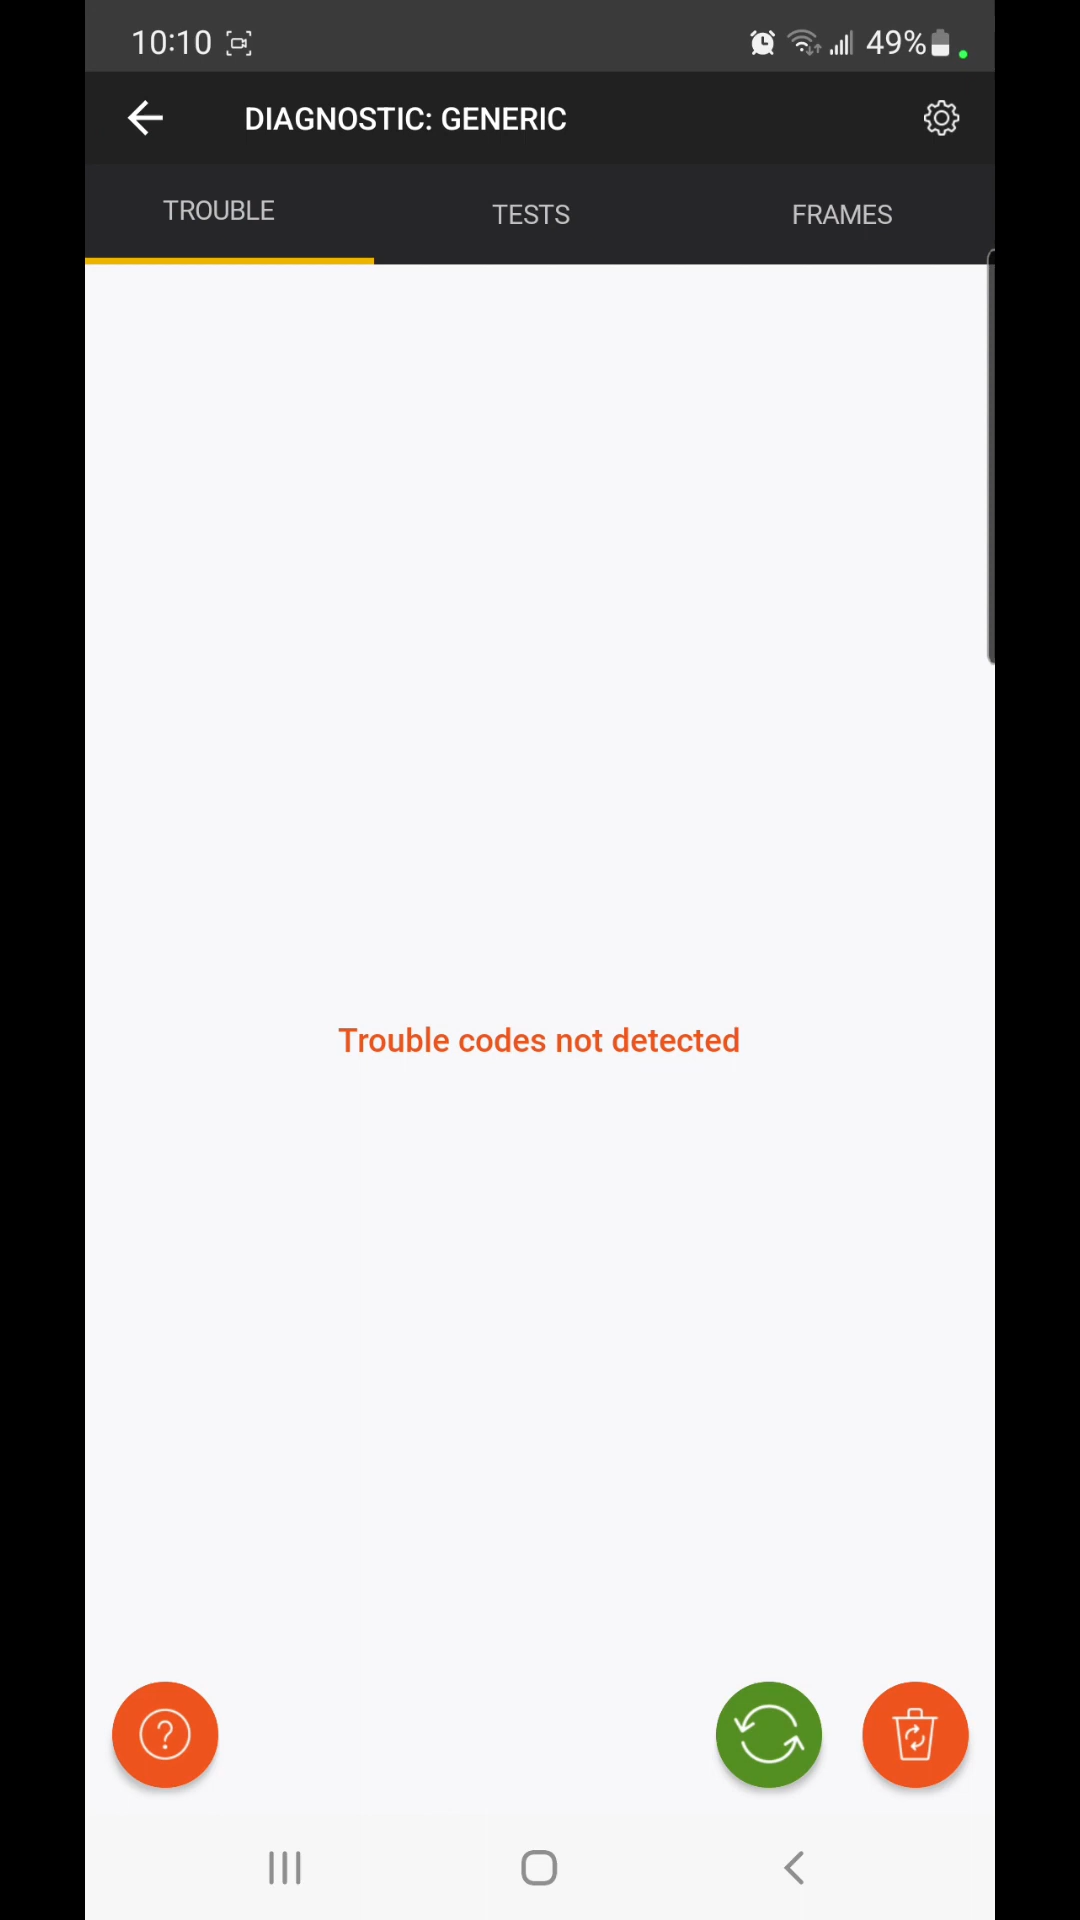 10:10
49%
DIAGNOSTIC: GENERIC
TROUBLE
TESTS
FRAMES
Trouble codes not detected
?